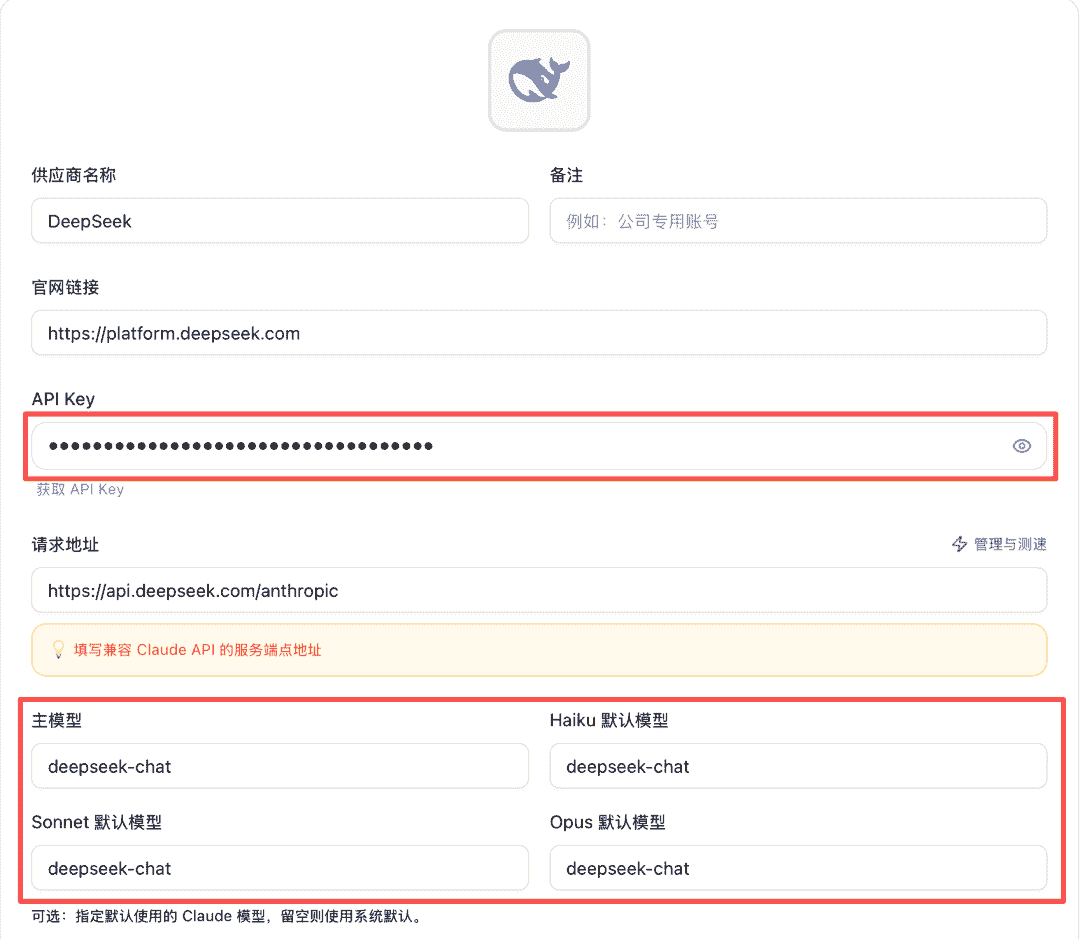 供应商名称
备注
DeepSeek
例如：公司专用账号
官网链接
https://platform.deepseek.com
API Key
••••••••••••••••••••••••••••••••••••
获取 API Key
请求地址
管理与测速
https://api.deepseek.com/anthropic
填写兼容 Claude API 的服务端点地址
主模型
Haiku 默认模型
deepseek-chat
deepseek-chat
Sonnet 默认模型
Opus 默认模型
deepseek-chat
deepseek-chat
可选：指定默认使用的 Claude 模型，留空则使用系统默认。